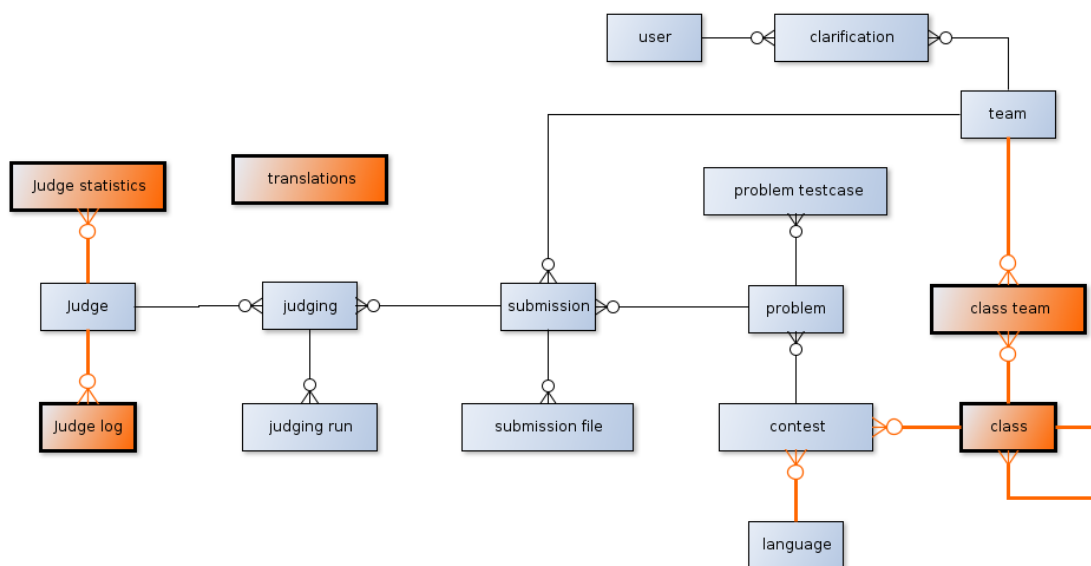 user
clarification
team
Judge statistics
translations
problem testcase
Judge
judging
submission
problem
class team
Judge log
judging run
submission file
contest
class
language